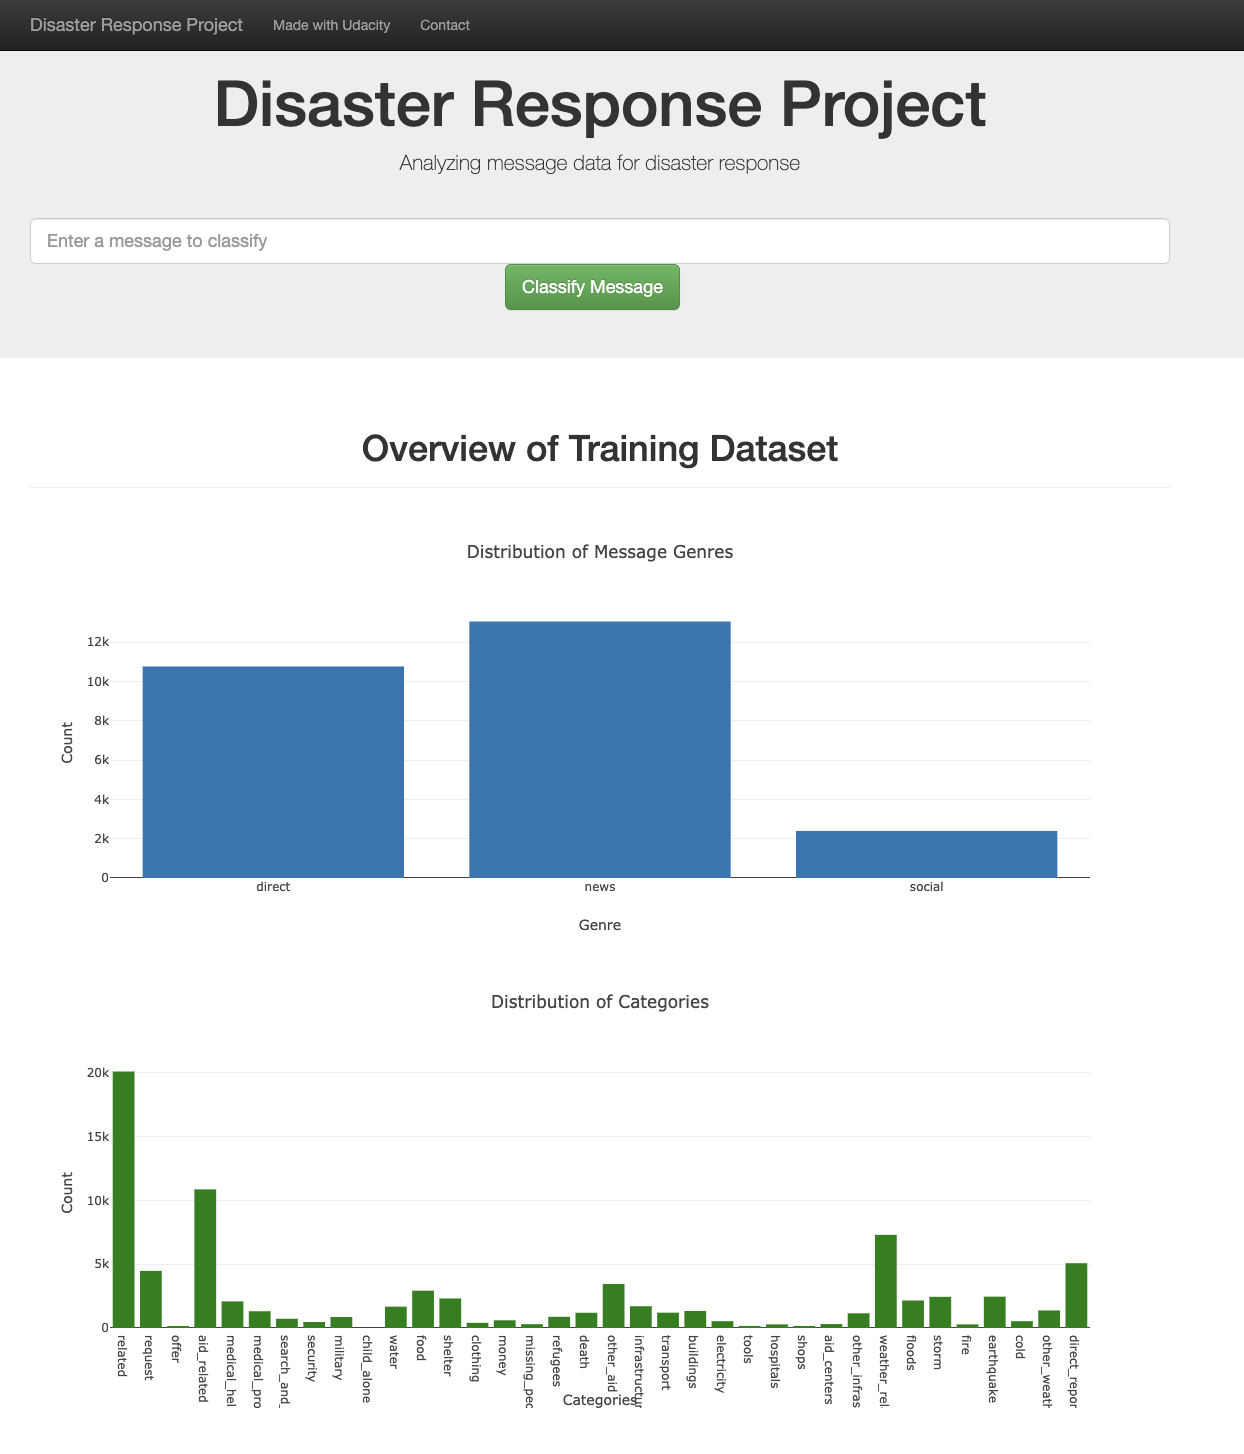 Disaster Response Project Made with Udacity Contact
Disaster Response Project
Analyzing message data for disaster response
Enter a message to classify
Classify Message
Overview of Training Dataset
Distribution of Message Genres
12k
10k
8k
6k
4k
2k
0
Count
direct news social
Genre
Distribution of Categories
20k
15k
10k
5k
0
Count
related
request
offer
aid_related
medical_hel
medical_pro
search_and_
security
military
child_alone
water
food
shelter
clothing
money
missing_peo
refugees
death
other_aid
infrastructur
transport
buildings
electricity
tools
hospitals
shops
aid_centers
other_infras
weather_rel
floods
storm
fire
earthquake
cold
other_weath
direct_repor
Categories